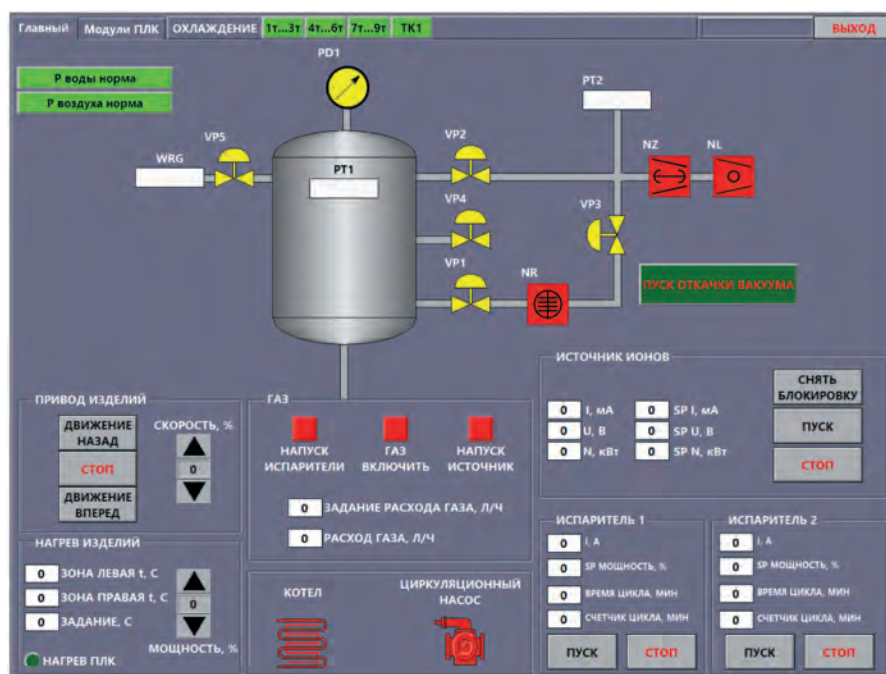 Главный Модули ПЛК ОХЛАЖДЕНИЕ 1т...3т 4т...6т 7т...9т ТК1 ВЫХОД
PD1
P воды норма
P воздуха норма
PT2
VP5
VP2
NZ
NL
WRG
PT1
VP4
VP3
VP1
NR
ПУСК ОТКАЧКИ ВАКУУМА
ИСТОЧНИК ИОНОВ
0 I, мА
0 SP I, мА
0 U, В
0 SP U, В
0 N, кВт
0 SP N, кВт
СНЯТЬ
БЛОКИРОВКУ
ПУСК
СТОП
ПРИВОД ИЗДЕЛИЙ
ДВИЖЕНИЕ
НАЗАД
СТОП
ДВИЖЕНИЕ
ВПЕРЕД
СКОРОСТЬ, %
0
ГАЗ
НАПУСК
ИСПАРИТЕЛИ
ГАЗ
ВКЛЮЧИТЬ
НАПУСК
ИСТОЧНИК
0 ЗАДАНИЕ РАСХОДА ГАЗА, Л/Ч
0 РАСХОД ГАЗА, Л/Ч
НАГРЕВ ИЗДЕЛИЙ
0 ЗОНА ЛЕВАЯ t, С
0 ЗОНА ПРАВАЯ t, С
0 ЗАДАНИЕ, С
0
МОЩНОСТЬ, %
НАГРЕВ ПЛК
КОТЕЛ
ЦИРКУЛЯЦИОННЫЙ
НАСОС
ИСПАРИТЕЛЬ 1
0 I, А
0 SP МОЩНОСТЬ, %
0 ВРЕМЯ ЦИКЛА, МИН
0 СЧЕТЧИК ЦИКЛА, МИН
ПУСК
СТОП
ИСПАРИТЕЛЬ 2
0 I, А
0 SP МОЩНОСТЬ, %
0 ВРЕМЯ ЦИКЛА, МИН
0 СЧЕТЧИК ЦИКЛА, МИН
ПУСК
СТОП